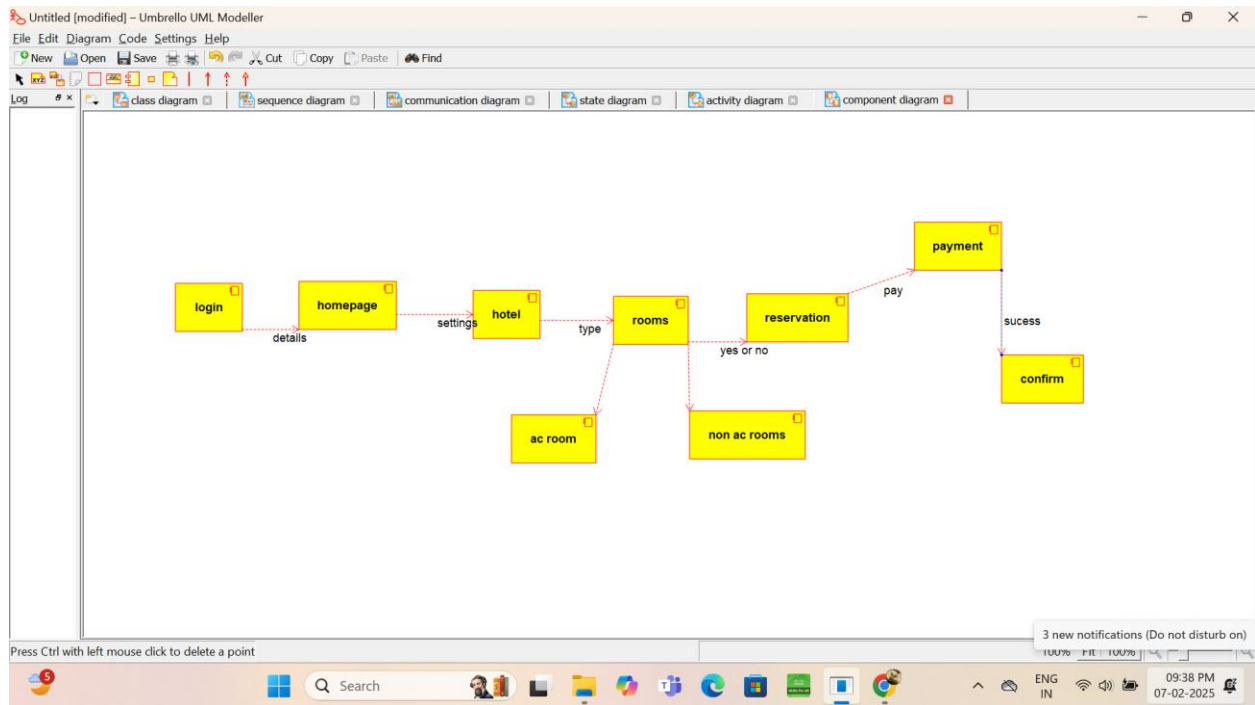 Untitled [modified] – Umbrello UML Modeller
File Edit Diagram Code Settings Help
New Open Save Cut Copy Paste Find
Log class diagram sequence diagram communication diagram state diagram activity diagram component diagram
payment
login
homepage
hotel
rooms
reservation
pay
details
settings
type
yes or no
sucess
confirm
ac room
non ac rooms
3 new notifications (Do not disturb on)
Press Ctrl with left mouse click to delete a point
100% Fit 100%
5
Search
ENG
IN
09:38 PM
07-02-2025